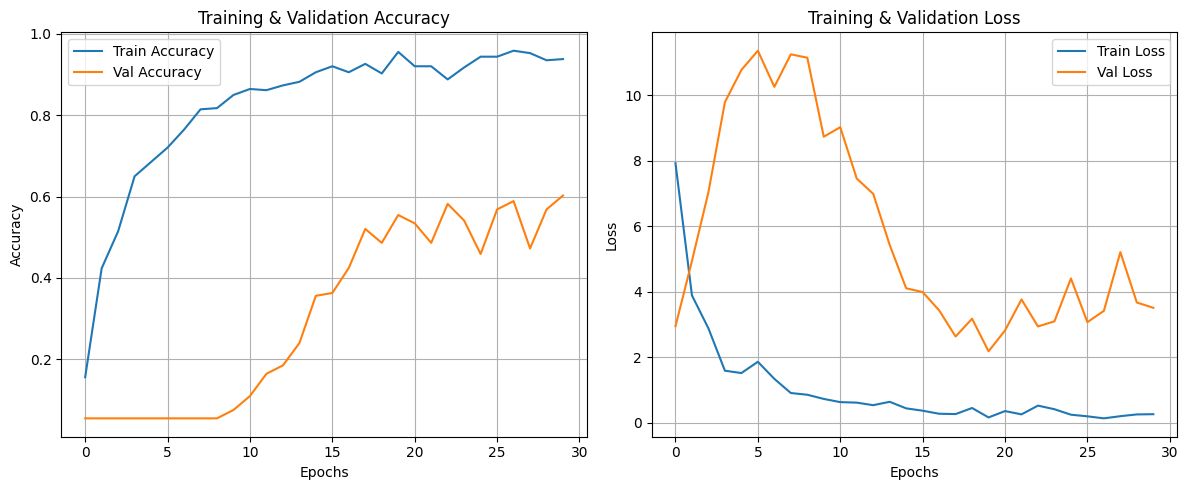 Training & Validation Accuracy
Train Accuracy
Val Accuracy
1.0
0.8
0.6
0.4
0.2
Accuracy
0 5 10 15 20 25 30
Epochs
Training & Validation Loss
Train Loss
Val Loss
10
8
6
4
2
0
Loss
0 5 10 15 20 25 30
Epochs